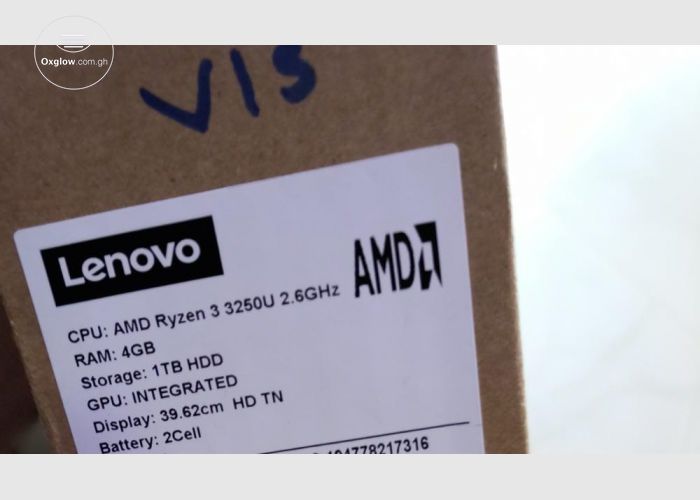 Oxglow.com.gh
V15
Lenovo
AMD
CPU: AMD Ryzen 3 3250U 2.6GHz
RAM: 4GB
Storage: 1TB HDD
GPU: INTEGRATED
Display: 39.62cm HD TN
Battery: 2Cell